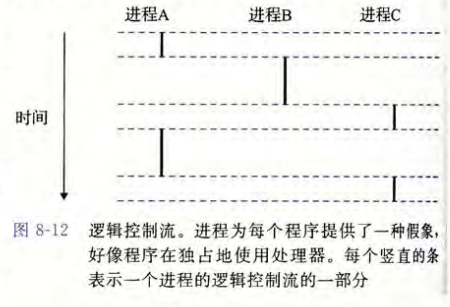 进程A 进程B 进程C
时间
图 8-12 逻辑控制流。进程为每个程序提供了一种假象，
好像程序在独占地使用处理器。每个竖直的条
表示一个进程的逻辑控制流的一部分